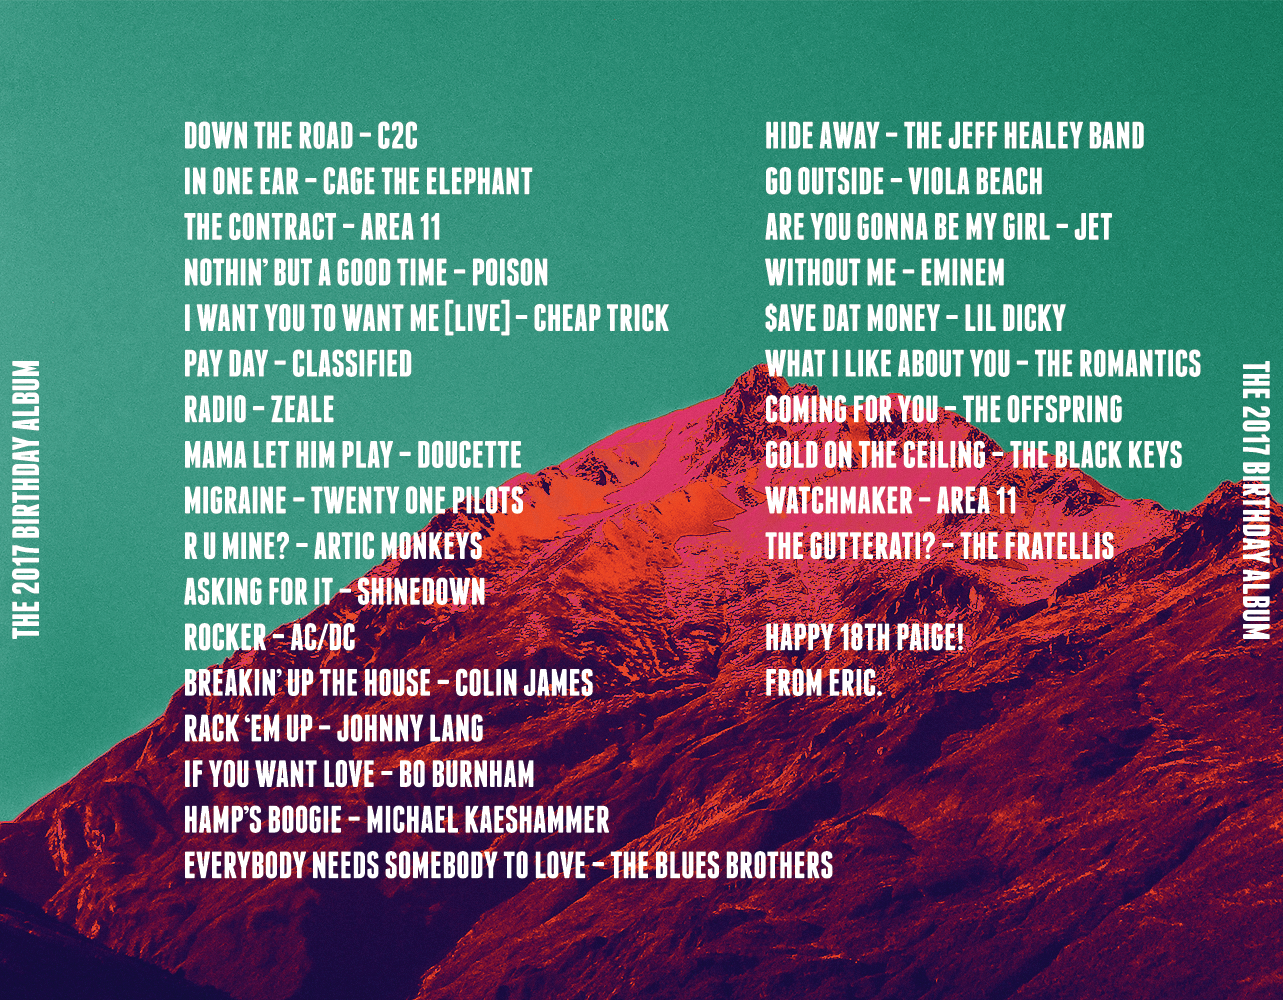 THE 2017 BIRTHDAY ALBUM
DOWN THE ROAD – C2C
IN ONE EAR – CAGE THE ELEPHANT
THE CONTRACT – AREA 11
NOTHIN’ BUT A GOOD TIME – POISON
I WANT YOU TO WANT ME [LIVE] – CHEAP TRICK
PAY DAY – CLASSIFIED
RADIO – ZEALE
MAMA LET HIM PLAY – DOUCETTE
MIGRAINE – TWENTY ONE PILOTS
R U MINE? – ARTIC MONKEYS
ASKING FOR IT – SHINEDOWN
ROCKER – AC/DC
BREAKIN’ UP THE HOUSE – COLIN JAMES
RACK ‘EM UP – JOHNNY LANG
IF YOU WANT LOVE – BO BURNHAM
HAMP’S BOOGIE – MICHAEL KAESHAMMER
EVERYBODY NEEDS SOMEBODY TO LOVE – THE BLUES BROTHERS
HIDE AWAY – THE JEFF HEALEY BAND
GO OUTSIDE – VIOLA BEACH
ARE YOU GONNA BE MY GIRL – JET
WITHOUT ME – EMINEM
$AVE DAT MONEY – LIL DICKY
WHAT I LIKE ABOUT YOU – THE ROMANTICS
COMING FOR YOU – THE OFFSPRING
GOLD ON THE CEILING – THE BLACK KEYS
WATCHMAKER – AREA 11
THE GUTTERATI? – THE FRATELLIS
HAPPY 18TH PAIGE!
FROM ERIC.
THE 2017 BIRTHDAY ALBUM